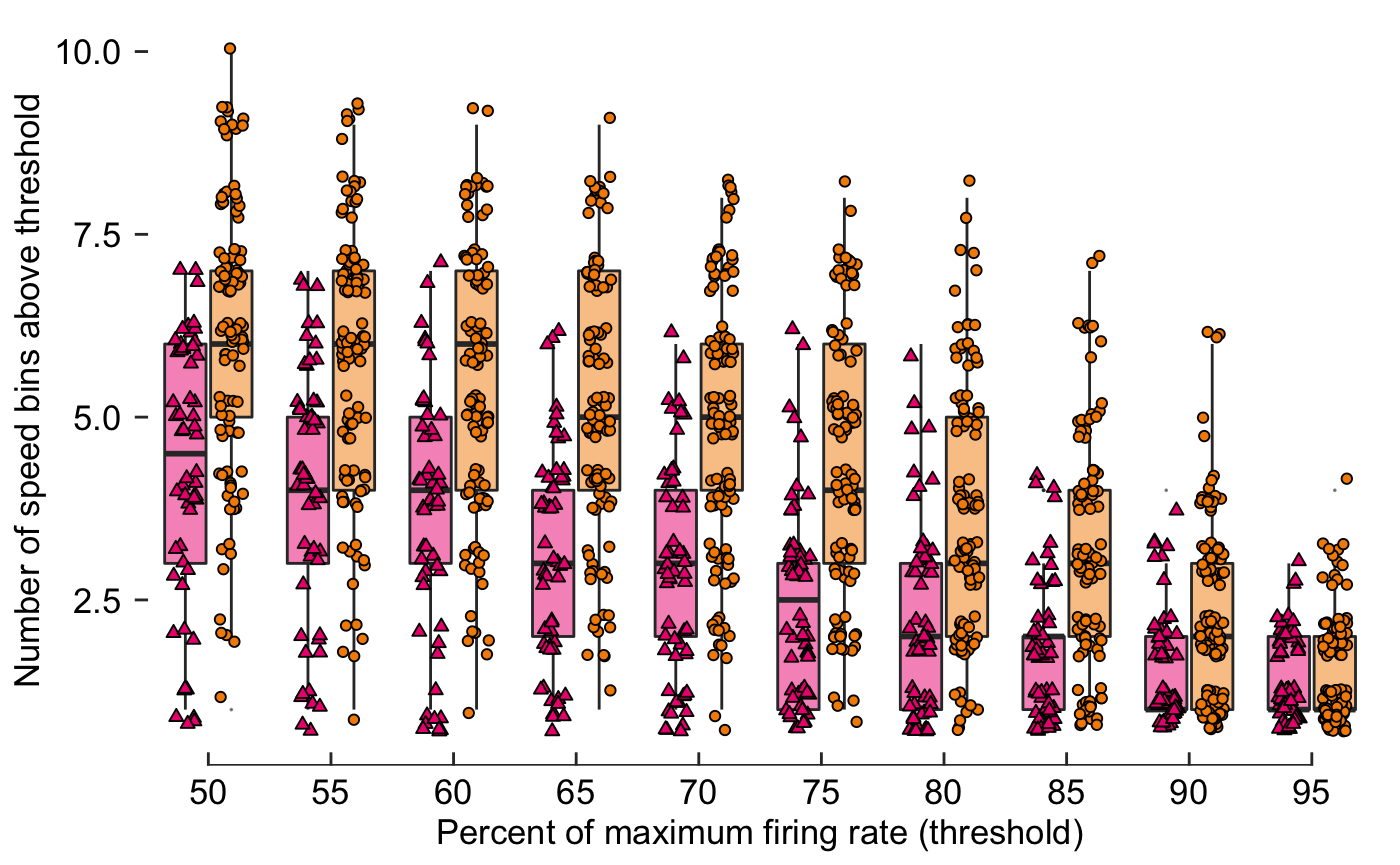 Number of speed bins above threshold
10.0
7.5
5.0
2.5
50 55 60 65 70 75 80 85 90 95
Percent of maximum firing rate (threshold)